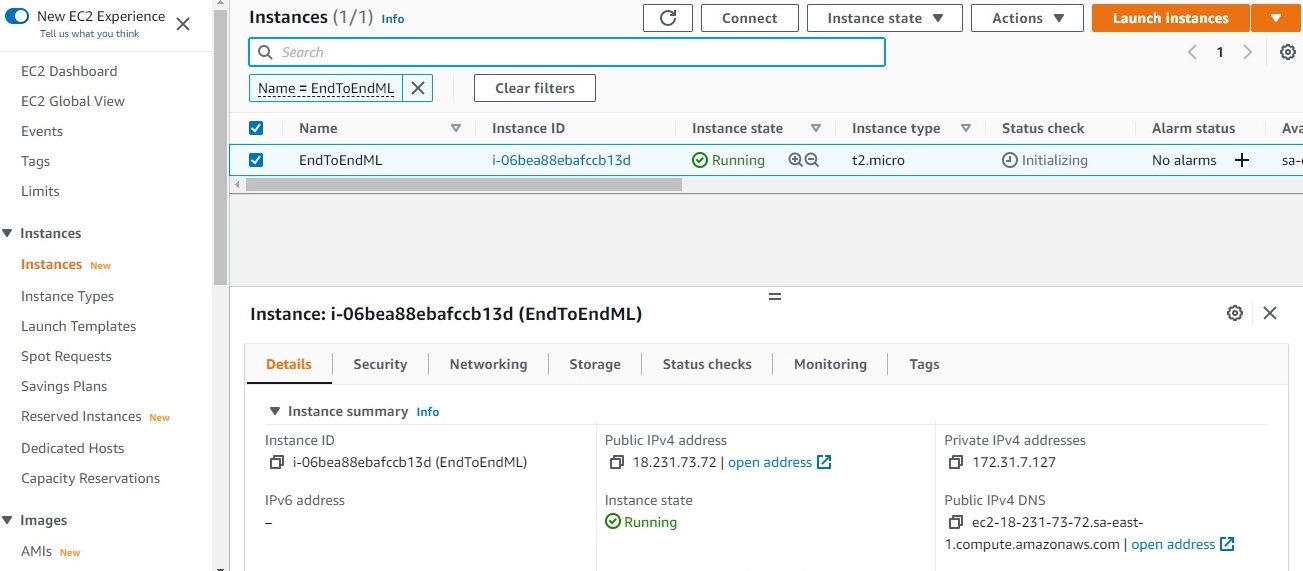 New EC2 Experience
Tell us what you think
EC2 Dashboard
EC2 Global View
Events
Tags
Limits
Instances
Instances New
Instance Types
Launch Templates
Spot Requests
Savings Plans
Reserved Instances New
Dedicated Hosts
Capacity Reservations
Images
AMIs New
Instances (1/1) Info
Connect
Instance state
Actions
Launch instances
Search
1
Name = EndToEndML
Clear filters
Name Instance ID Instance state Instance type Status check Alarm status Ava
EndToEndML i-06bea88ebafccb13d Running t2.micro Initializing No alarms + sa-e
Instance: i-06bea88ebafccb13d (EndToEndML)
Details Security Networking Storage Status checks Monitoring Tags
Instance summary Info
Instance ID
i-06bea88ebafccb13d (EndToEndML)
Public IPv4 address
18.231.73.72 | open address
Private IPv4 addresses
172.31.7.127
IPv6 address
–
Instance state
Running
Public IPv4 DNS
ec2-18-231-73-72.sa-east-
1.compute.amazonaws.com | open address